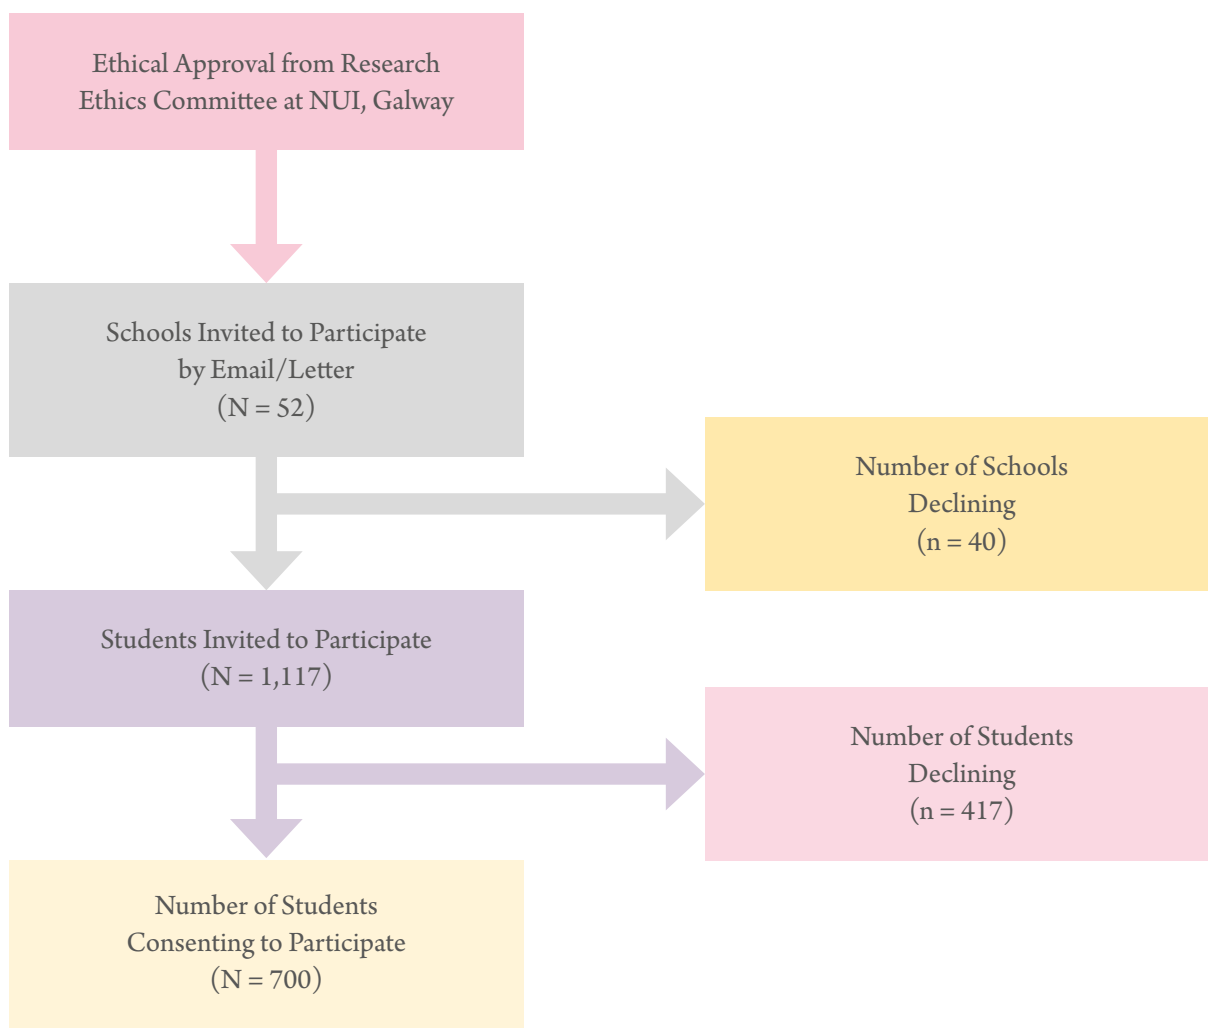 Ethical Approval from Research
Ethics Committee at NUI, Galway
Schools Invited to Participate
by Email/Letter
(N = 52)
Number of Schools
Declining
(n = 40)
Students Invited to Participate
(N = 1,117)
Number of Students
Declining
(n = 417)
Number of Students
Consenting to Participate
(N = 700)